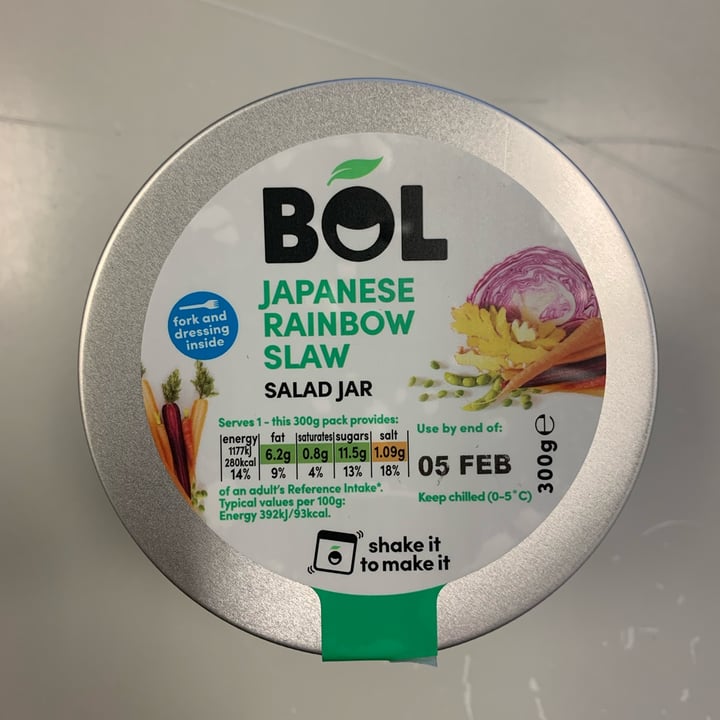 BOL
JAPANESE
RAINBOW
SLAW
SALAD JAR
fork and
dressing
inside
Serves 1 - this 300g pack provides:
energy fat saturates sugars salt
1177kJ
280kcal 6.2g 0.8g 11.5g 1.09g
14% 9% 4% 13% 18%
of an adult's Reference Intake*.
Typical values per 100g:
Energy 392kJ/93kcal.
Use by end of:
05 FEB
Keep chilled (0-5°C)
300g℮
shake it
to make it